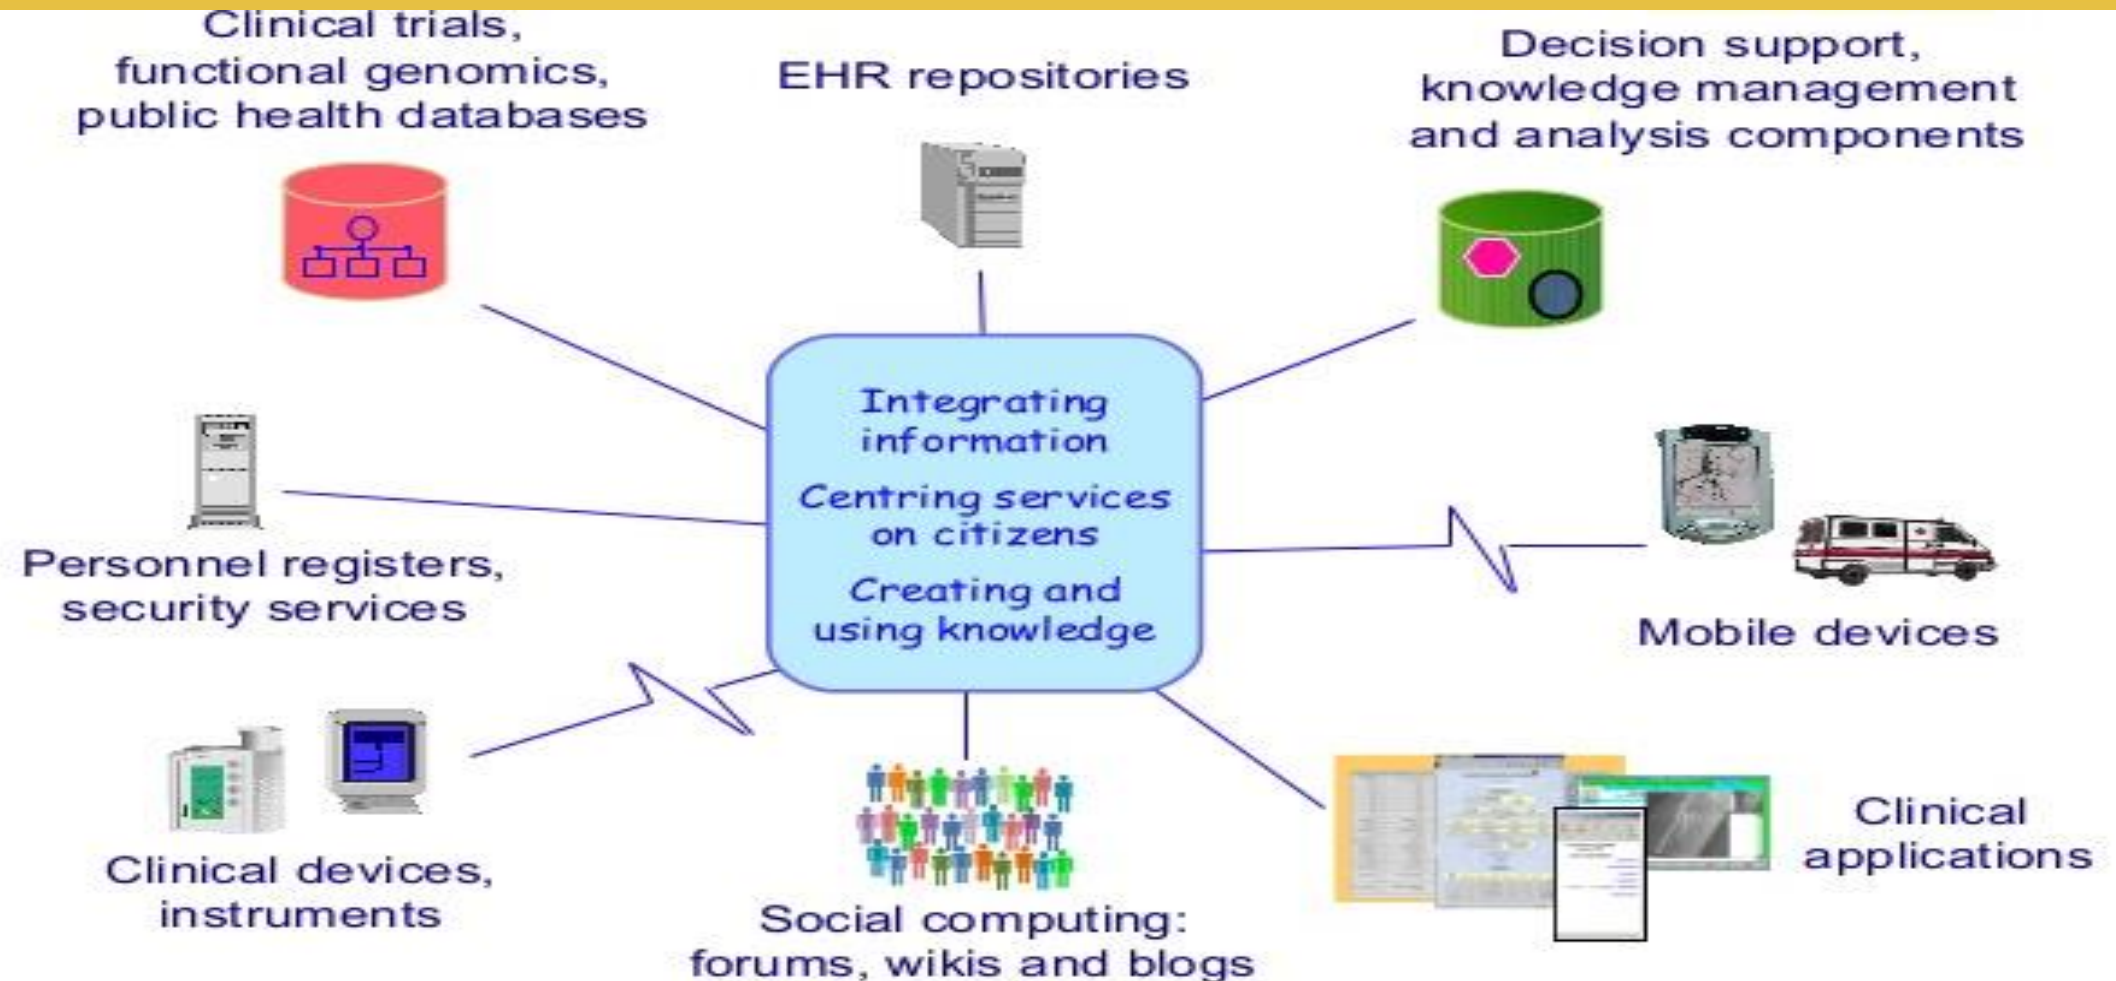 Clinical trials,
functional genomics,
public health databases
EHR repositories
Decision support,
knowledge management
and analysis components
Integrating
information
Centring services
on citizens
Creating and
using knowledge
Personnel registers,
security services
Mobile devices
Clinical devices,
instruments
Social computing:
forums, wikis and blogs
Clinical
applications